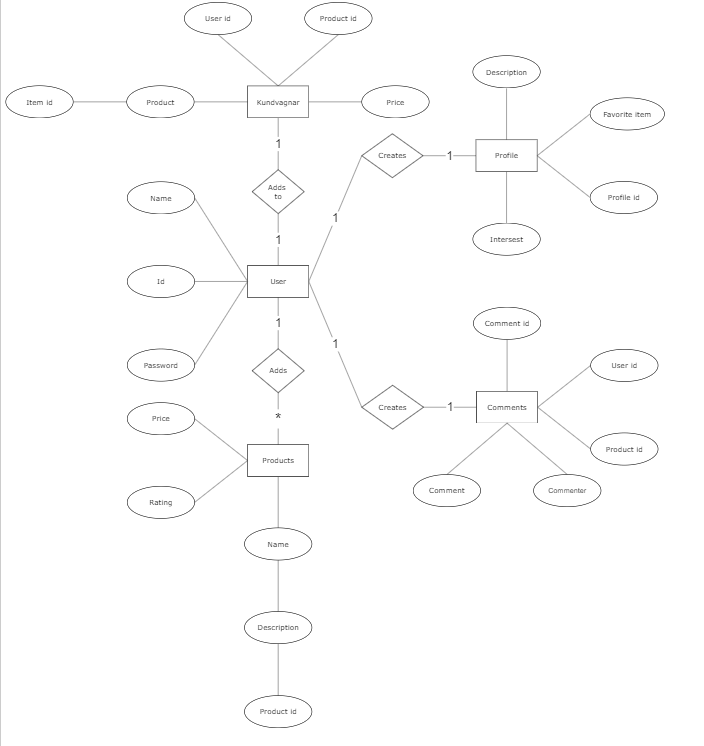 User id
Product id
Item id
Product
Kundvagnar
Price
Description
Favorite item
1
Creates
1
Profile
Adds
to
Name
Profile id
1
1
Intersest
Id
User
1
Comment id
1
Password
Adds
User id
Creates
1
Comments
Price
*
Product id
Products
Rating
Comment
Commenter
Name
Description
Product id